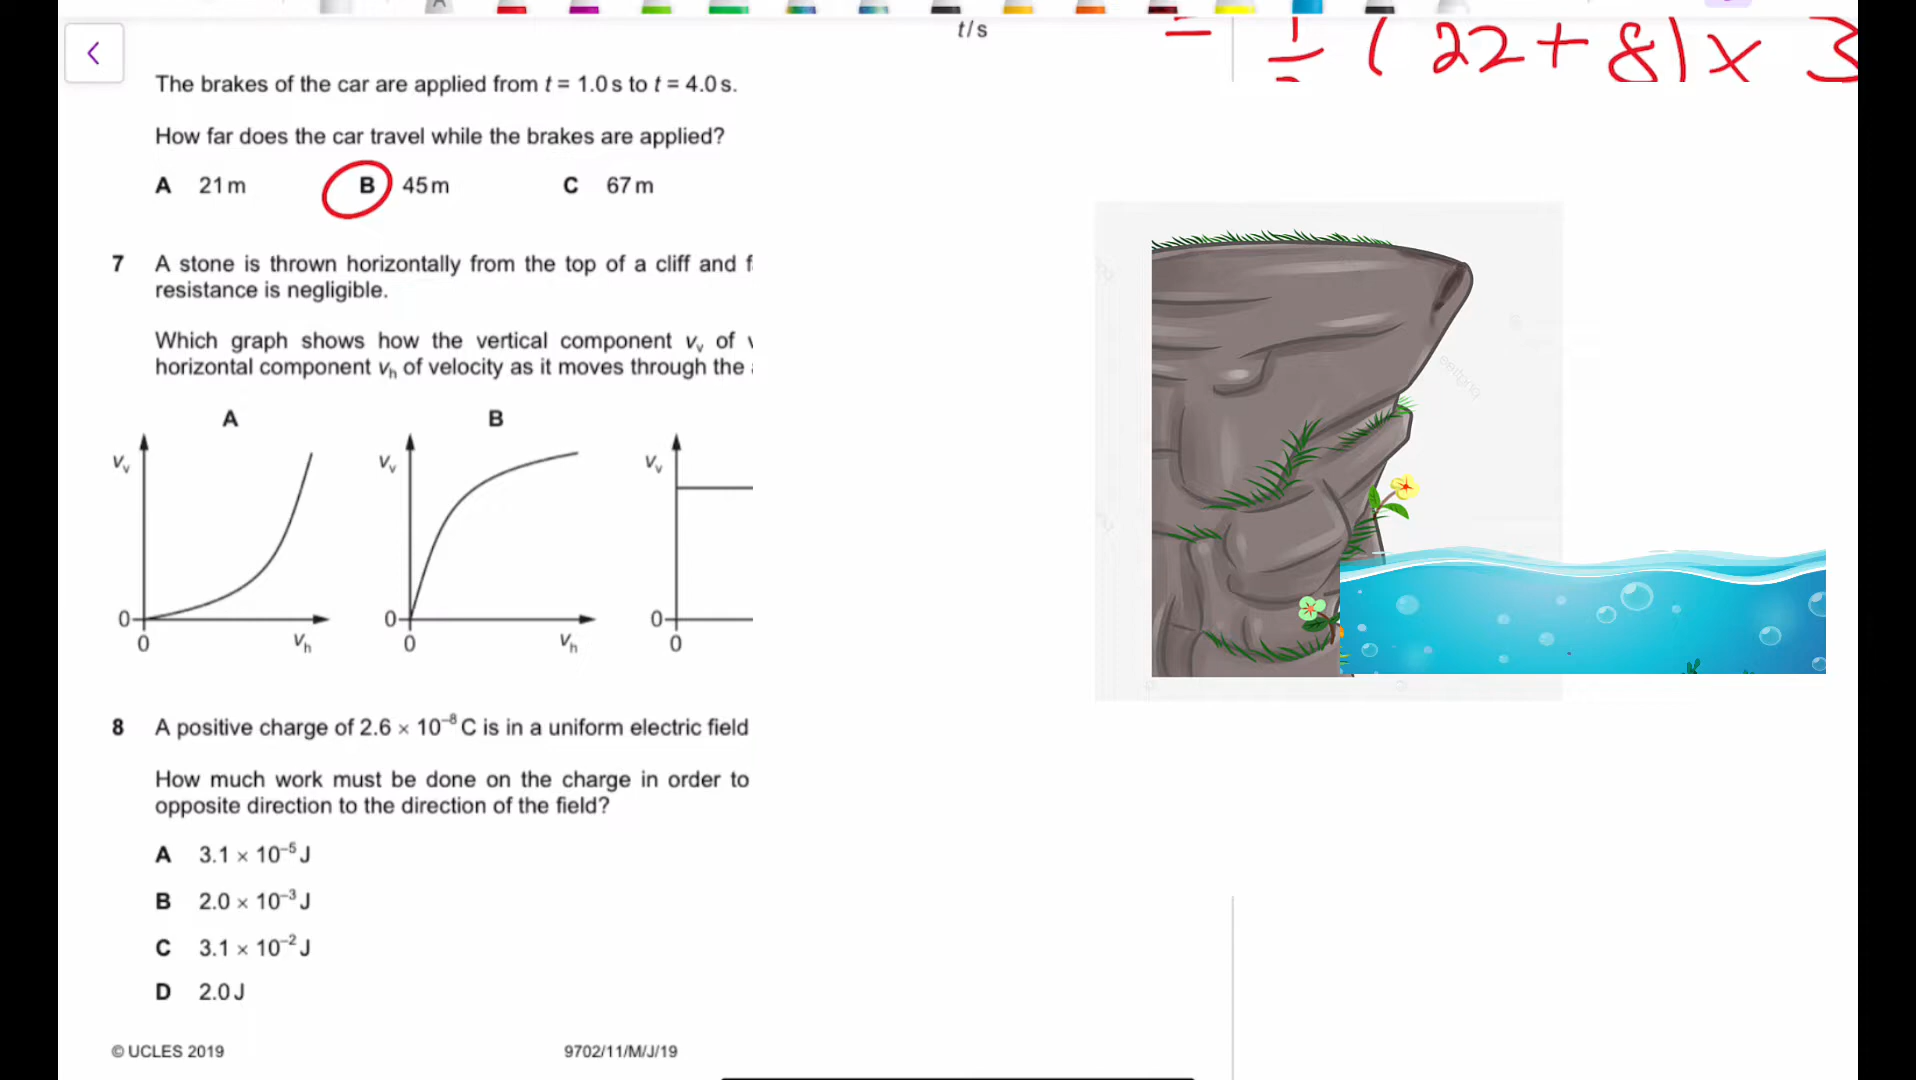 t/s
= 1/2 (22+8) × 3
The brakes of the car are applied from t = 1.0 s to t = 4.0 s.
How far does the car travel while the brakes are applied?
A 21 m B 45 m C 67 m
7 A stone is thrown horizontally from the top of a cliff and f
resistance is negligible.
Which graph shows how the vertical component vᵥ of
horizontal component vₕ of velocity as it moves through the
A B
vᵥ vᵥ vᵥ
0 0 0
0 vₕ 0 vₕ 0
8 A positive charge of 2.6 × 10⁻⁸ C is in a uniform electric field
How much work must be done on the charge in order to
opposite direction to the direction of the field?
A 3.1 × 10⁻⁵ J
B 2.0 × 10⁻³ J
C 3.1 × 10⁻² J
D 2.0 J
© UCLES 2019 9702/11/M/J/19